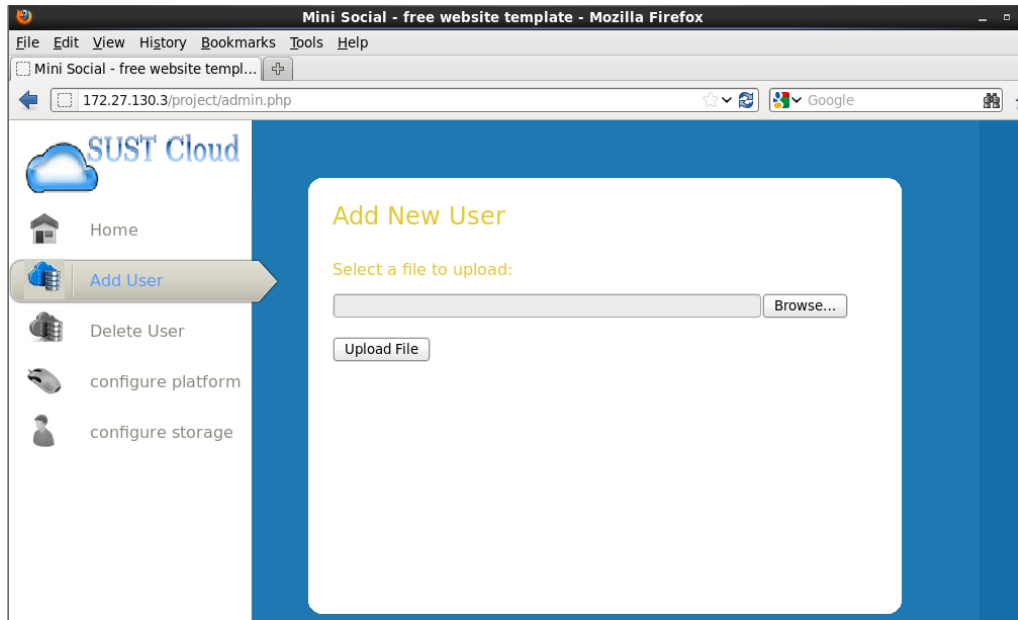 Mini Social - free website template - Mozilla Firefox
File Edit View History Bookmarks Tools Help
Mini Social - free website templ...
172.27.130.3/project/admin.php
Google
SUST Cloud
Home
Add User
Delete User
configure platform
configure storage
Add New User
Select a file to upload:
Browse...
Upload File